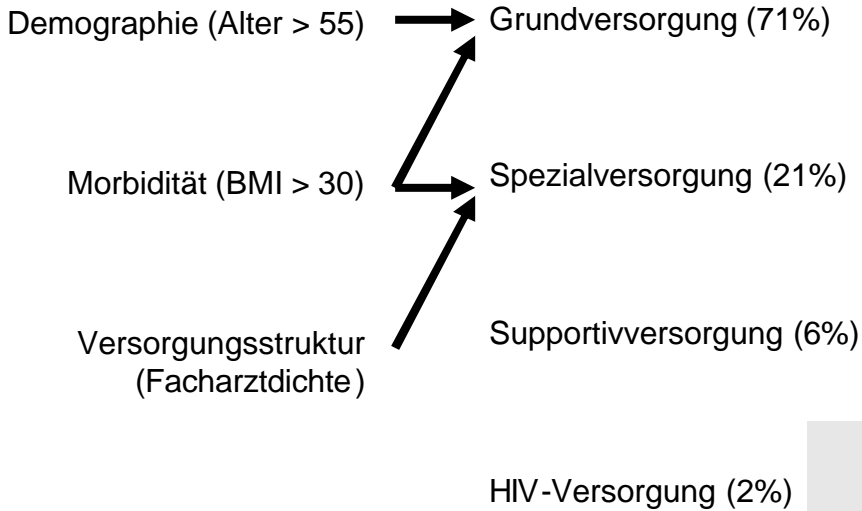 Demographie (Alter > 55)
Grundversorgung (71%)
Morbidität (BMI > 30)
Spezialversorgung (21%)
Versorgungsstruktur
(Facharztdichte)
Supportivversorgung (6%)
HIV-Versorgung (2%)